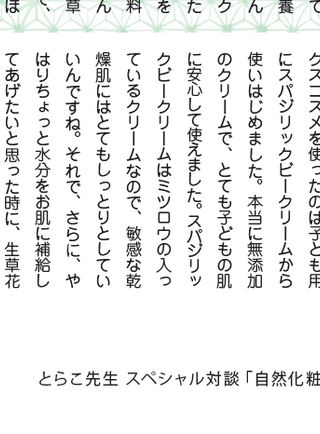 で
養
ん
ク
た
を
料
ん
草
、
ほ
クスコスメを使ったのは子ども用
にスパジリックビークリームから
使いはじめました。本当に無添加
のクリームで、とても子どもの肌
に安心して使えました。スパジリッ
クビークリームはミツロウの入っ
ているクリームなので、敏感な乾
燥肌にはとてもしっとりとしてい
いんですね。それで、さらに、や
はりちょっと水分をお肌に補給し
てあげたいと思った時に、生草花
とらこ先生 スペシャル対談「自然化粧